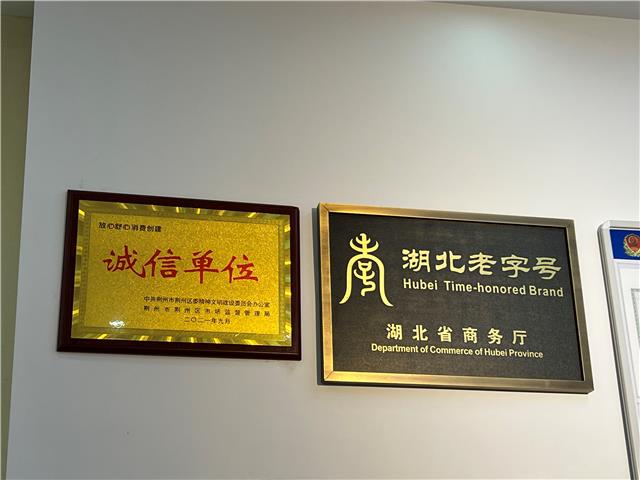 放心舒心消费创建
诚信单位
中共荆州市荆州区委精神文明建设委员会办公室
荆州市荆州区市场监督管理局
二〇二一年九月
湖北老字号
Hubei Time-honored Brand
湖北省商务厅
Department of Commerce of Hubei Province